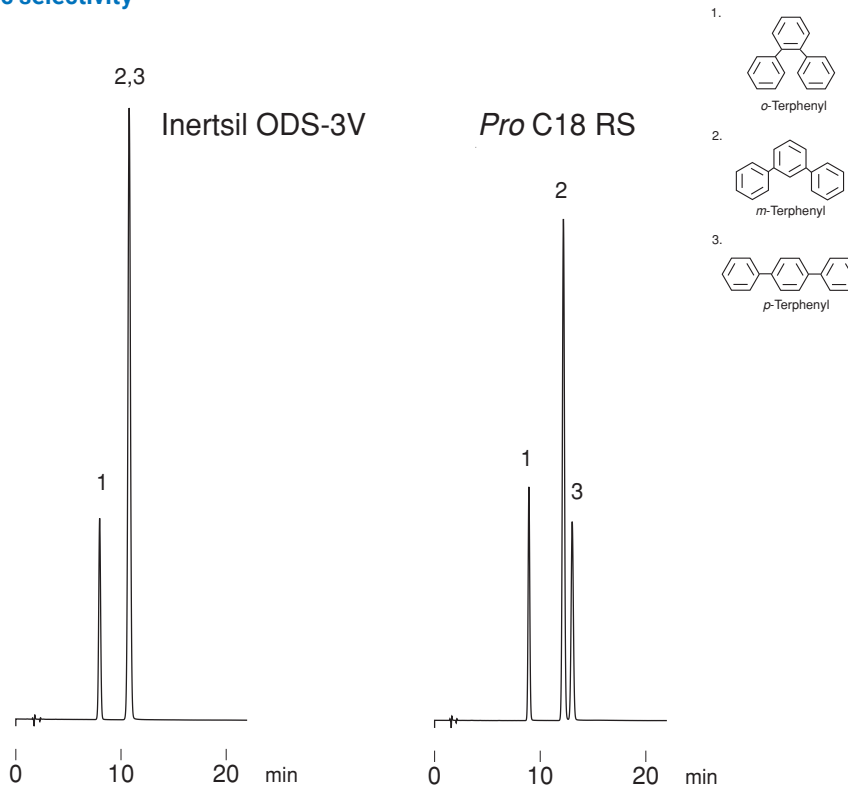 selectivity
2,3
Inertsil ODS-3V
1
0
10
20
min
Pro C18 RS
2
1
3
0
10
20
min
1.
o-Terphenyl
2.
m-Terphenyl
3.
p-Terphenyl